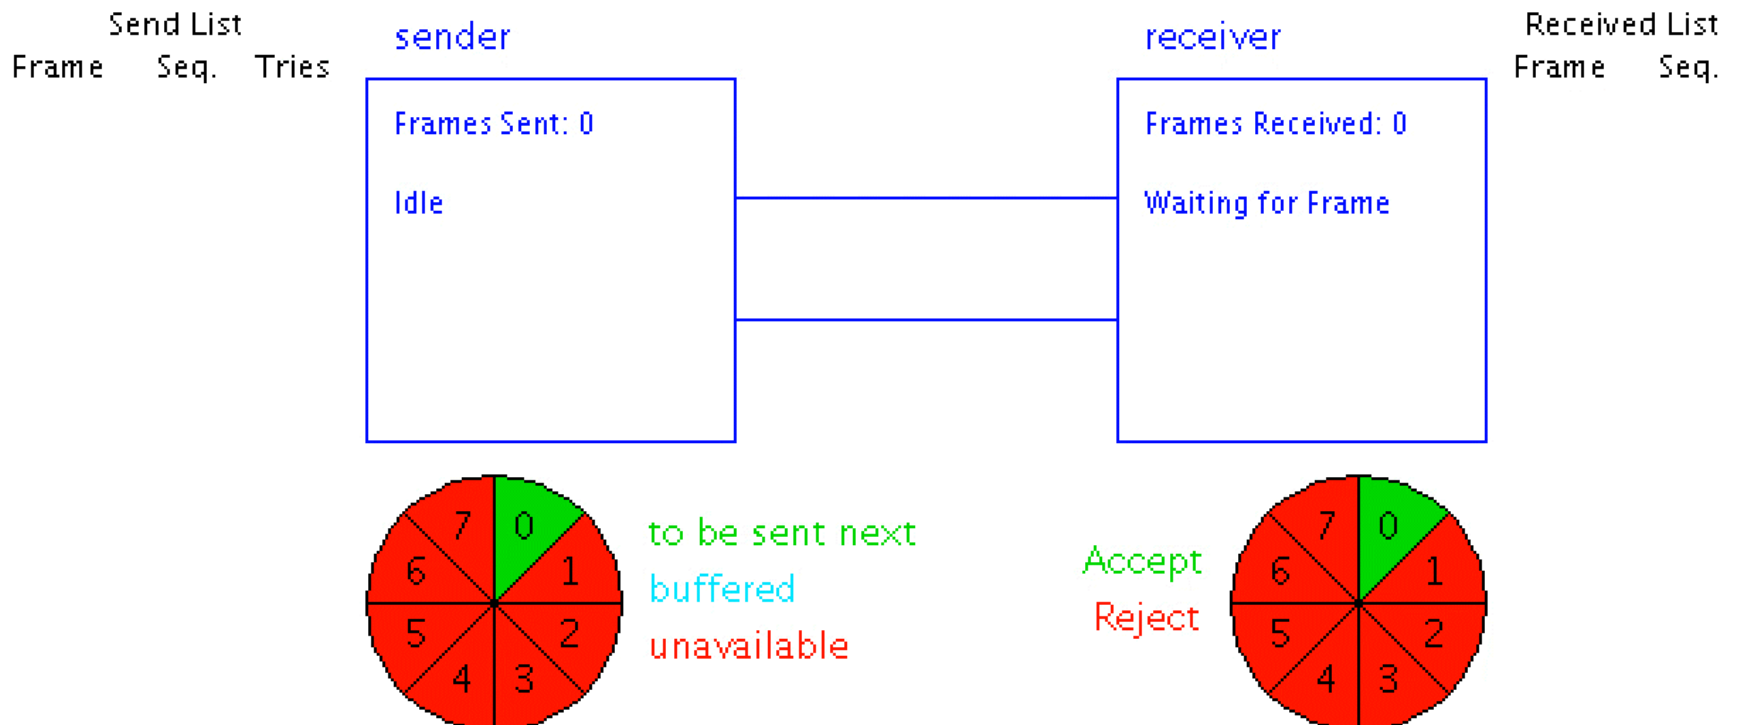 Send List
Frame Seq. Tries
sender
Frames Sent: 0
Idle
receiver
Frames Received: 0
Waiting for Frame
Received List
Frame Seq.
7 0
6 1
5 2
4 3
to be sent next
buffered
unavailable
Accept
Reject
7 0
6 1
5 2
4 3